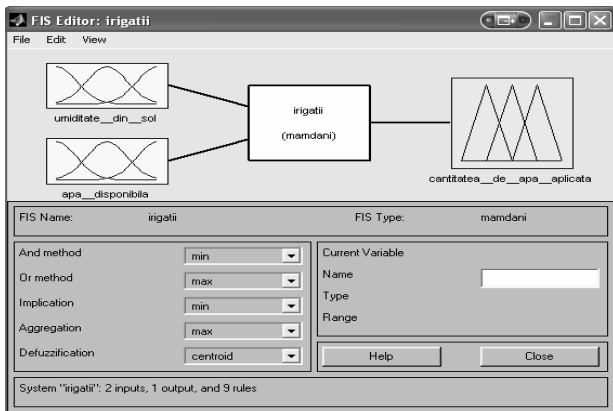 FIS Editor: irigatii
File Edit View
umiditate__din__sol
apa__disponibila
irigatii
(mamdani)
cantitatea__de__apa__aplicata
FIS Name: irigatii FIS Type: mamdani
And method min
Or method max
Implication min
Aggregation max
Defuzzification centroid
Current Variable
Name
Type
Range
Help Close
System "irigatii": 2 inputs, 1 output, and 9 rules